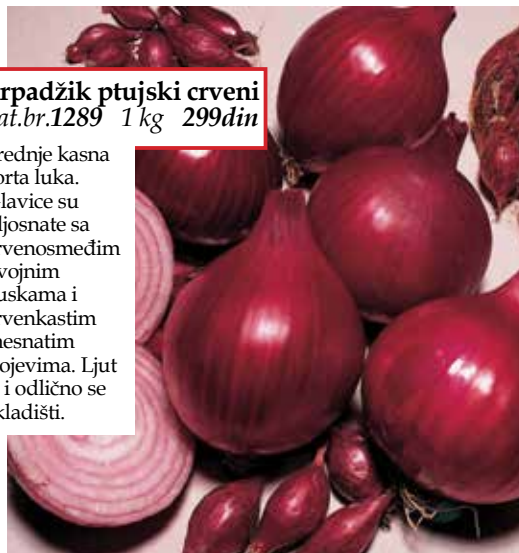 rpadžik ptujski crveni
at.br.1289 1 kg 299din
rednje kasna
orta luka.
lavice su
ljosnate sa
rvenosmeđim
vojnim
uskama i
rvenkastim
nesnatim
ojevima. Ljut
i odlično se
kladišti.